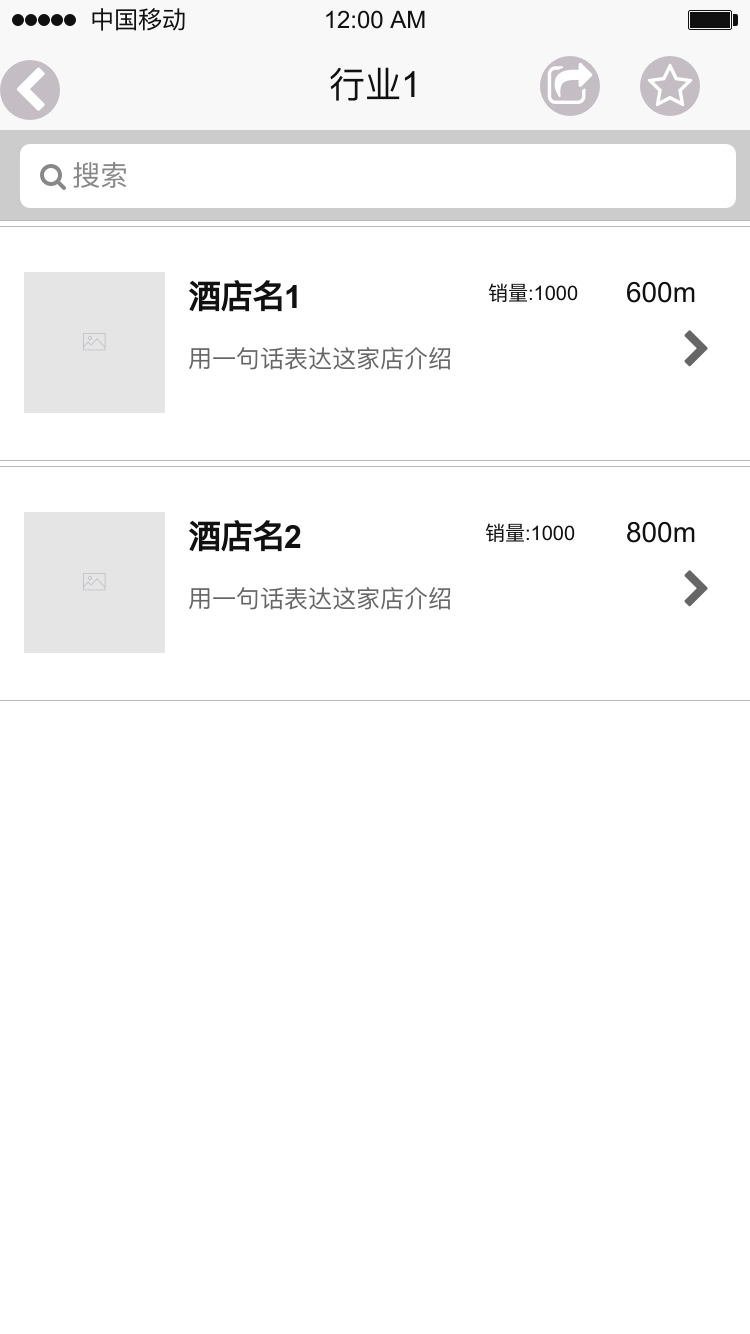 中国移动 12:00 AM
行业1
搜索
酒店名1 销量:1000 600m
用一句话表达这家店介绍
酒店名2 销量:1000 800m
用一句话表达这家店介绍